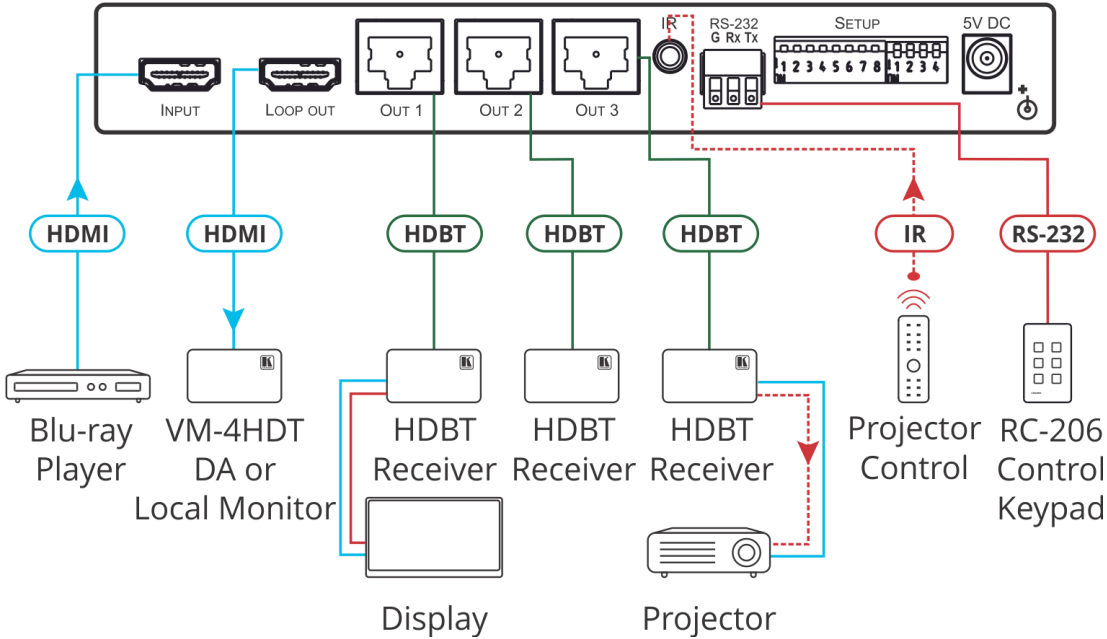 IR
RS-232
G Rx Tx
SETUP
5V DC
1 2 3 4 5 6 7 8
ON
1 2 3 4
ON
INPUT
LOOP OUT
OUT 1
OUT 2
OUT 3
HDMI
HDMI
HDBT
HDBT
HDBT
IR
RS-232
Blu-ray
Player
VM-4HDT
DA or
Local Monitor
HDBT
Receiver
HDBT
Receiver
HDBT
Receiver
Projector
Control
RC-206
Control
Keypad
Display
Projector